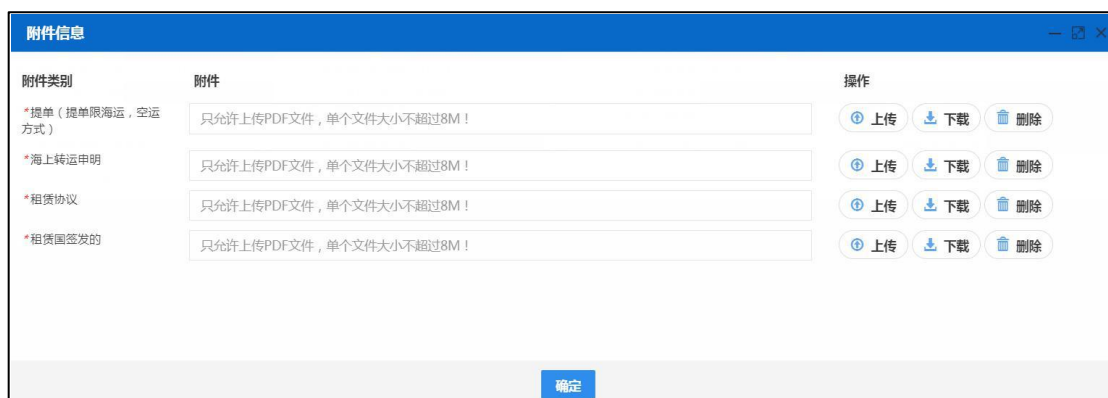 附件信息
附件类别 附件 操作
*提单(提单限海运,空运
方式)
只允许上传PDF文件,单个文件大小不超过8M! 上传 下载 删除
*海上转运申明 只允许上传PDF文件,单个文件大小不超过8M! 上传 下载 删除
*租赁协议 只允许上传PDF文件,单个文件大小不超过8M! 上传 下载 删除
*租赁国签发的 只允许上传PDF文件,单个文件大小不超过8M! 上传 下载 删除
确定